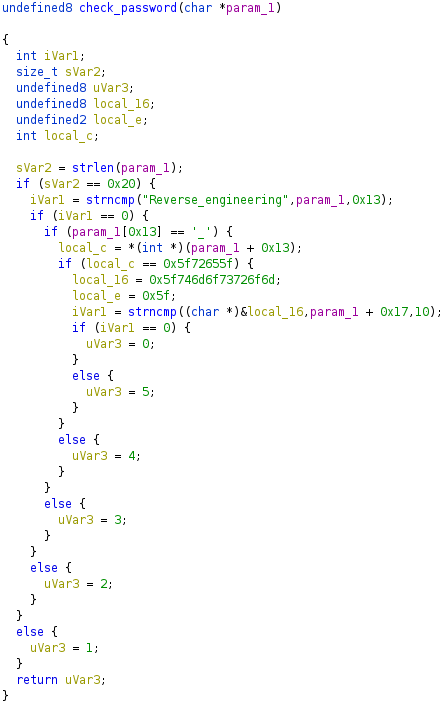 undefined8 check_password(char *param_1)
{
int iVar1;
size_t sVar2;
undefined8 uVar3;
undefined8 local_16;
undefined2 local_e;
int local_c;
sVar2 = strlen(param_1);
if (sVar2 == 0x20) {
iVar1 = strncmp("Reverse_engineering",param_1,0x13);
if (iVar1 == 0) {
if (param_1[0x13] == '_') {
local_c = *(int *)(param_1 + 0x13);
if (local_c == 0x5f72655f) {
local_16 = 0x5f746d6f73726f6d;
local_e = 0x5f;
iVar1 = strncmp((char *)&local_16,param_1 + 0x17,10);
if (iVar1 == 0) {
uVar3 = 0;
}
else {
uVar3 = 5;
}
}
else {
uVar3 = 4;
}
}
else {
uVar3 = 3;
}
}
else {
uVar3 = 2;
}
}
else {
uVar3 = 1;
}
return uVar3;
}